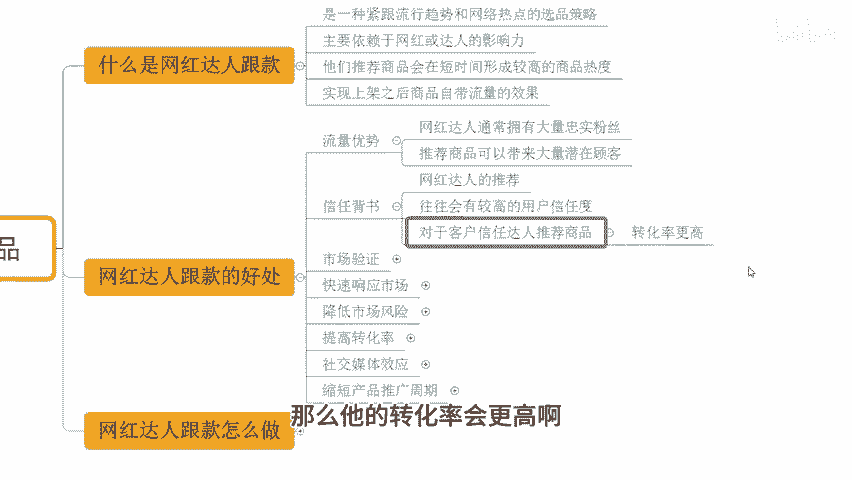 是一种紧跟流行趋势和网络热点的选品策略
主要依赖于网红或达人的影响力
什么是网红达人跟款
他们推荐商品会在短时间形成较高的商品热度
实现上架之后商品自带流量的效果
网红达人通常拥有大量忠实粉丝
流量优势
推荐商品可以带来大量潜在顾客
网红达人的推荐
信任背书
往往会有较高的用户信任度
对于客户信任达人推荐商品
转化率更高
品
市场验证
网红达人跟款的好处
快速响应市场
降低市场风险
提高转化率
社交媒体效应
缩短产品推广周期
那么他的转化率会更高啊
网红达人跟款怎么做